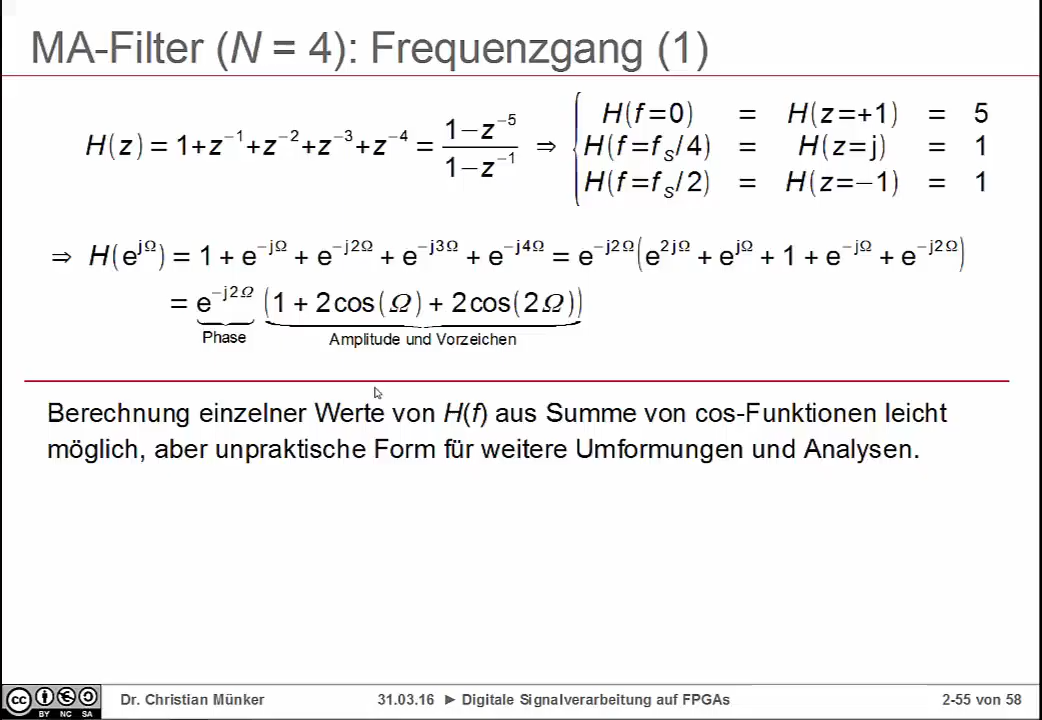 MA-Filter (N = 4): Frequenzgang (1)
H(z) = 1+z⁻¹+z⁻²+z⁻³+z⁻⁴ = (1−z⁻⁵)/(1−z⁻¹) ⇒ { H(f=0) = H(z=+1) = 5
H(f=f_S/4) = H(z=j) = 1
H(f=f_S/2) = H(z=−1) = 1
⇒ H(e^{jΩ}) = 1 + e^{−jΩ} + e^{−j2Ω} + e^{−j3Ω} + e^{−j4Ω} = e^{−j2Ω}(e^{2jΩ} + e^{jΩ} + 1 + e^{−jΩ} + e^{−j2Ω})
= e^{−j2Ω} (1 + 2cos(Ω) + 2cos(2Ω))
Phase Amplitude und Vorzeichen
Berechnung einzelner Werte von H(f) aus Summe von cos-Funktionen leicht
möglich, aber unpraktische Form für weitere Umformungen und Analysen.
cc BY NC SA Dr. Christian Münker 31.03.16 ► Digitale Signalverarbeitung auf FPGAs 2-55 von 58